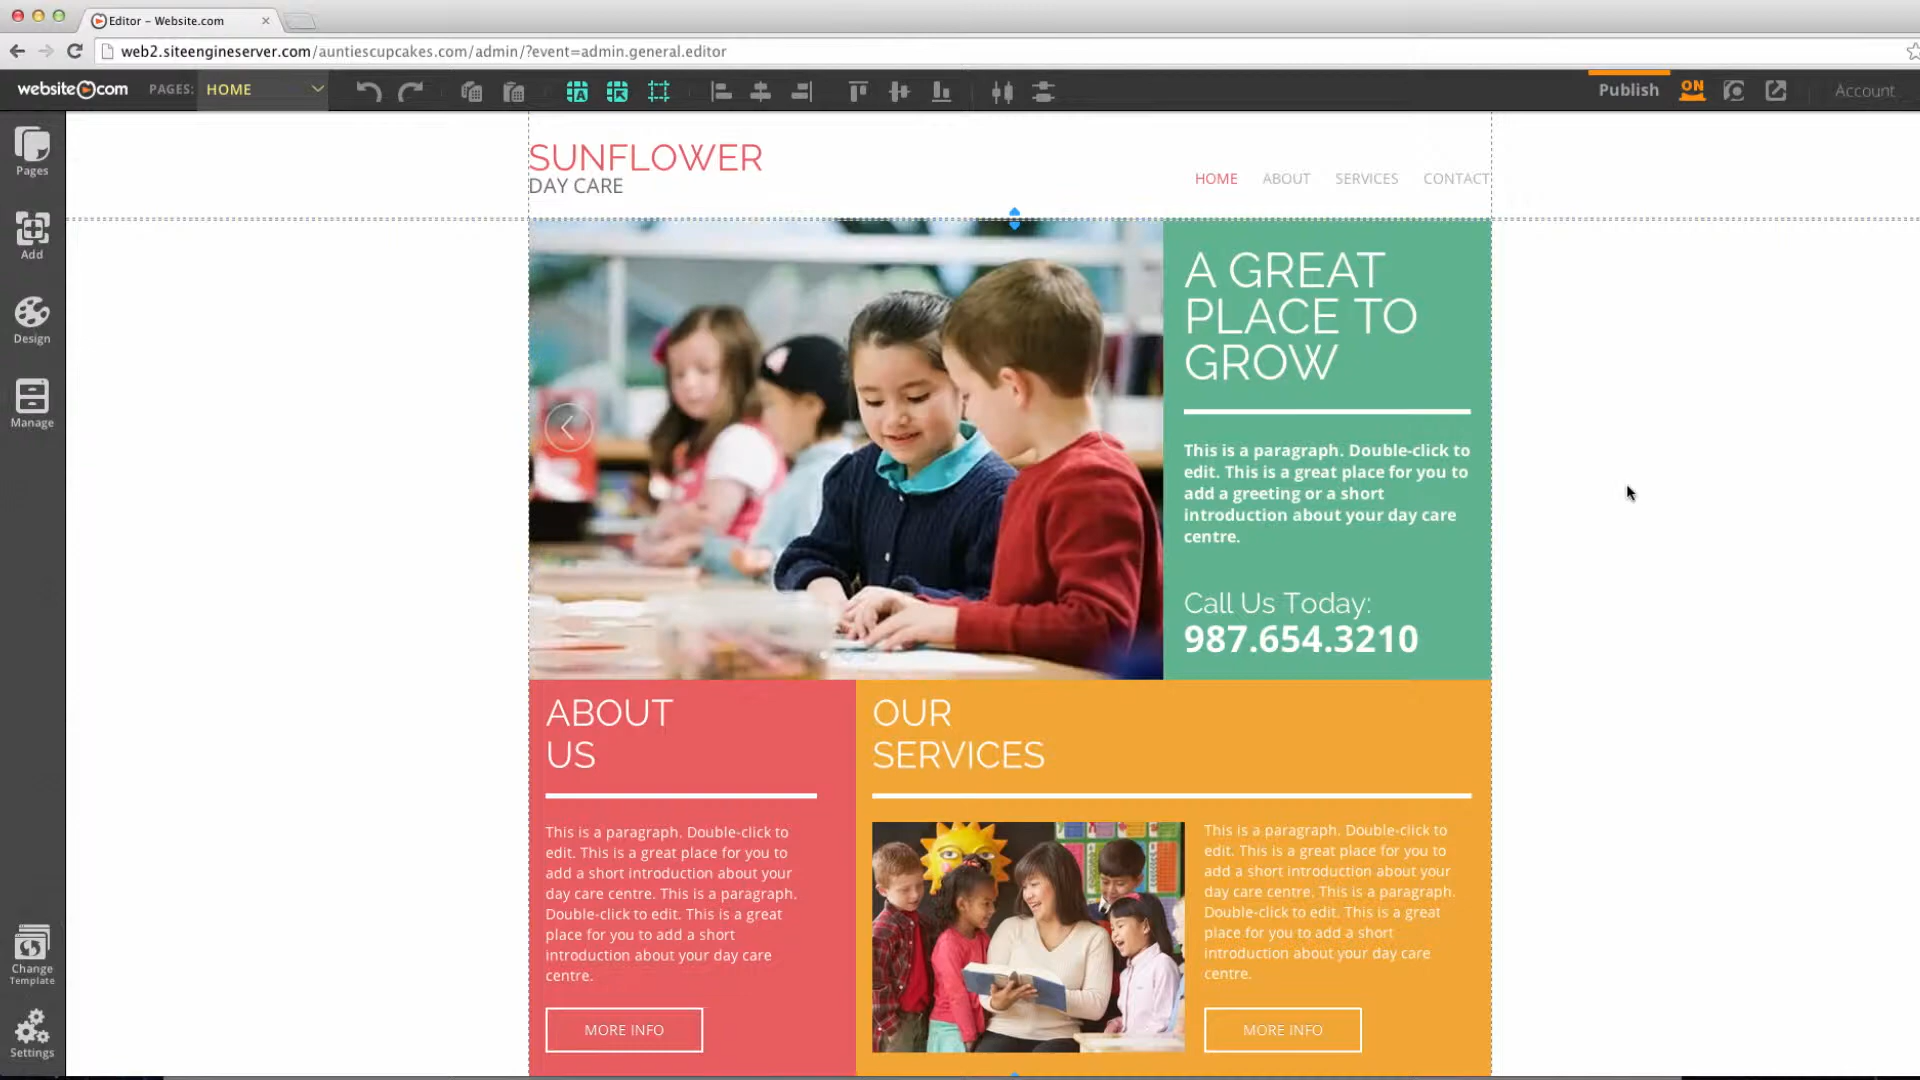 Editor – Website.com
web2.siteengineserver.com/auntiescupcakes.com/admin/?event=admin.general.editor
website.com PAGES: HOME Publish ON Account
Pages
Add
Design
Manage
Change
Template
Settings
SUNFLOWER
DAY CARE
HOME ABOUT SERVICES CONTACT
A GREAT
PLACE TO
GROW
This is a paragraph. Double-click to
edit. This is a great place for you to
add a greeting or a short
introduction about your day care
centre.
Call Us Today:
987.654.3210
ABOUT
US
This is a paragraph. Double-click to
edit. This is a great place for you to
add a short introduction about your
day care centre. This is a paragraph.
Double-click to edit. This is a great
place for you to add a short
introduction about your day care
centre.
MORE INFO
OUR
SERVICES
This is a paragraph. Double-click to
edit. This is a great place for you to
add a short introduction about your
day care centre. This is a paragraph.
Double-click to edit. This is a great
place for you to add a short
introduction about your day care
centre.
MORE INFO